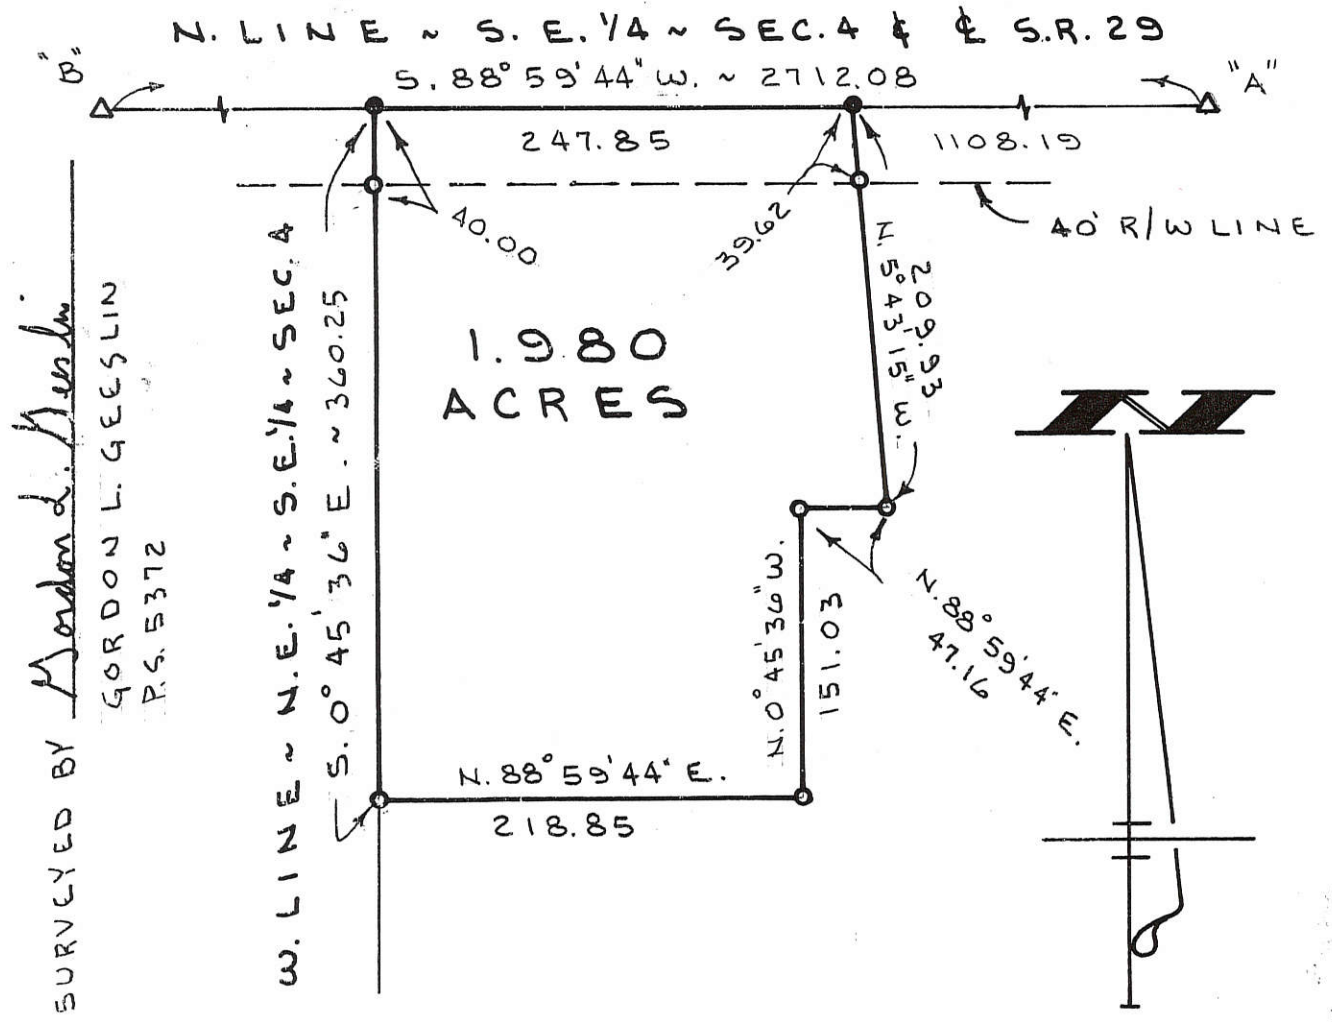 N. LINE ~ S. E. 1/4 ~ SEC. 4 & ℄ S.R. 29
"B"
S. 88° 59' 44" W. ~ 2712.08
"A"
247.85
1108.19
40.00
39.62
40' R/W LINE
N. 5° 43' 15" W.
209.93
1.980
ACRES
W. LINE ~ N.E. 1/4 ~ S.E. 1/4 ~ SEC. 4
S. 0° 45' 36" E. ~ 360.25
N. 0° 45' 36" W.
151.03
N. 88° 59' 44" E.
47.16
N. 88° 59' 44" E.
218.85
N
SURVEYED BY Gordon L. Geeslin
GORDON L. GEESLIN
P.S. 5372